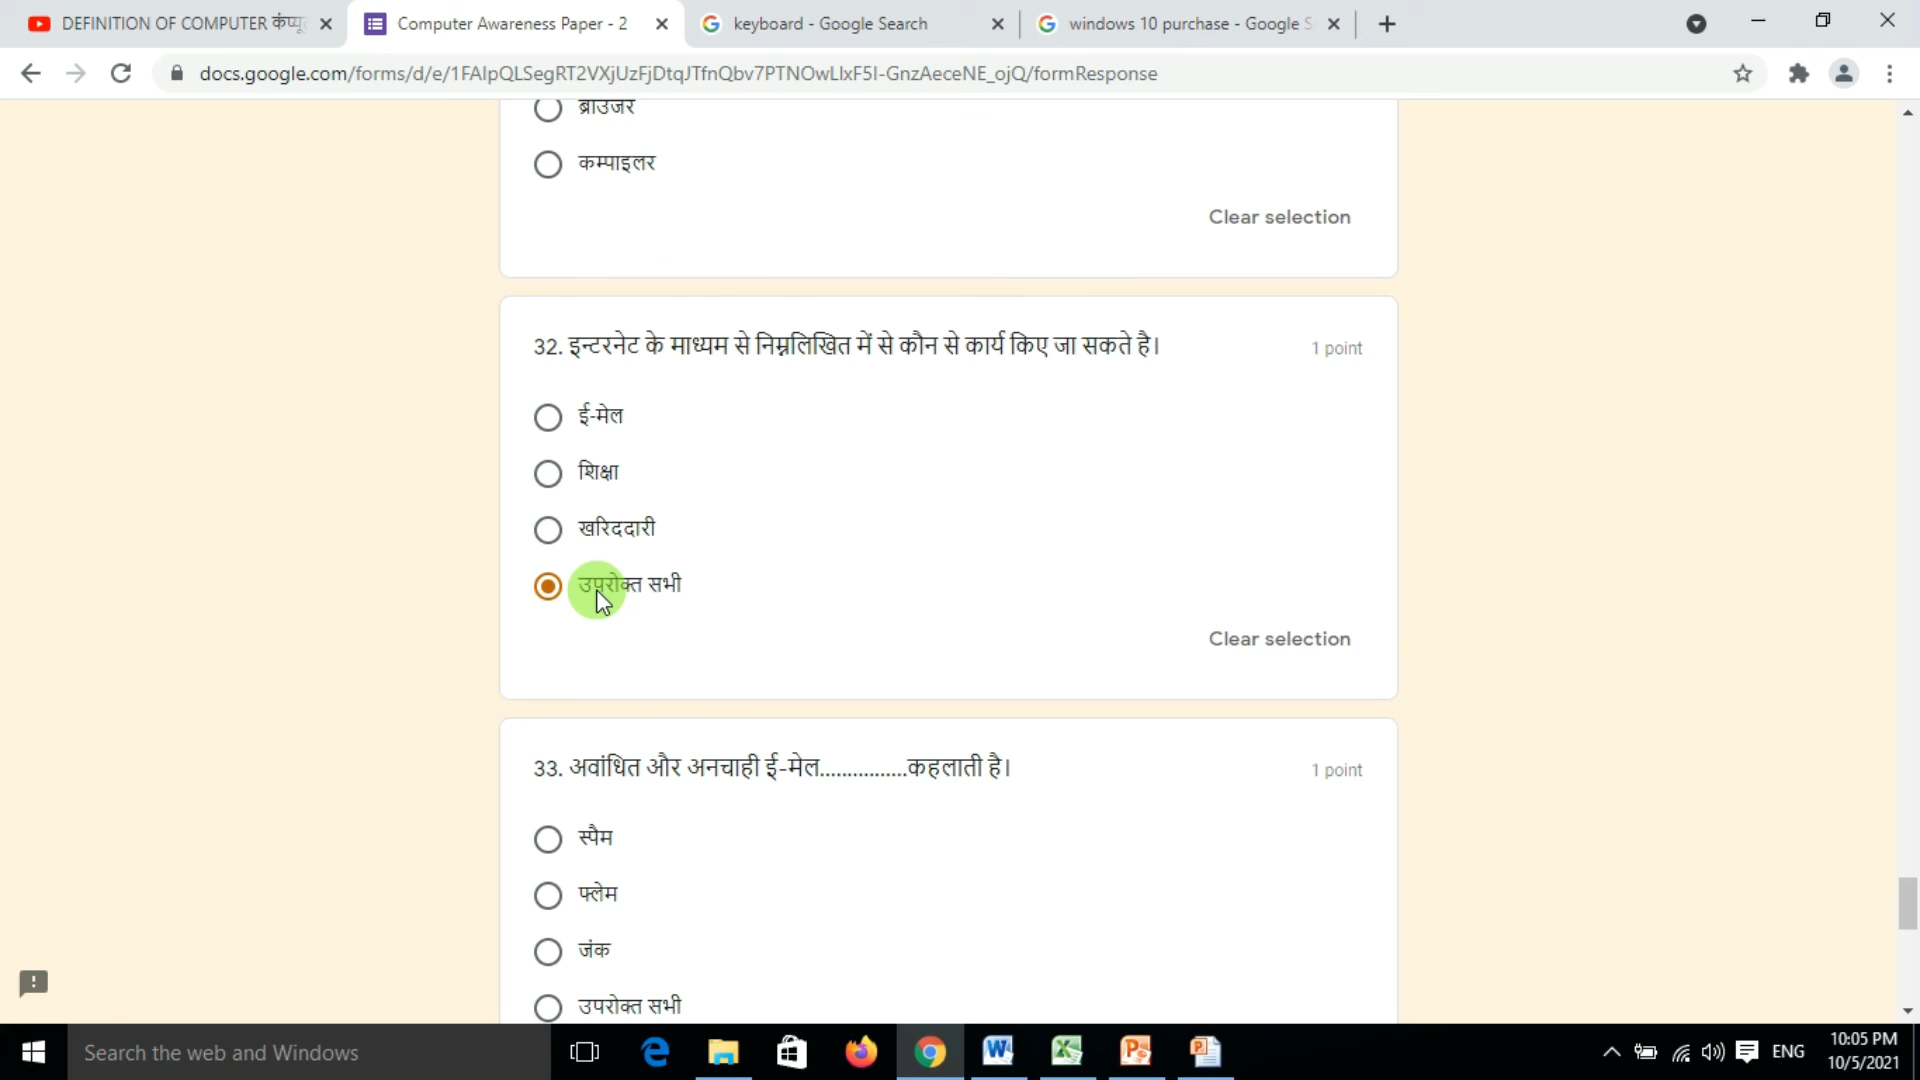 DEFINITION OF COMPUTER
Computer Awareness Paper - 2
keyboard - Google Search
windows 10 purchase - Google S
docs.google.com/forms/d/e/1FAIpQLSegRT2VXjUzFjDtqJTfnQbv7PTNOwLlxF5I-GnzAeceNE_ojQ/formResponse
ब्राउजर
कम्पाइलर
Clear selection
32. इन्टरनेट के माध्यम से निम्नलिखित में से कौन से कार्य किए जा सकते है।
1 point
ई-मेल
शिक्षा
खरिददारी
उपरोक्त सभी
Clear selection
33. अवांधित और अनचाही ई-मेल................कहलाती है।
1 point
स्पैम
फ्लेम
जंक
उपरोक्त सभी
Search the web and Windows
ENG
10:05 PM
10/5/2021